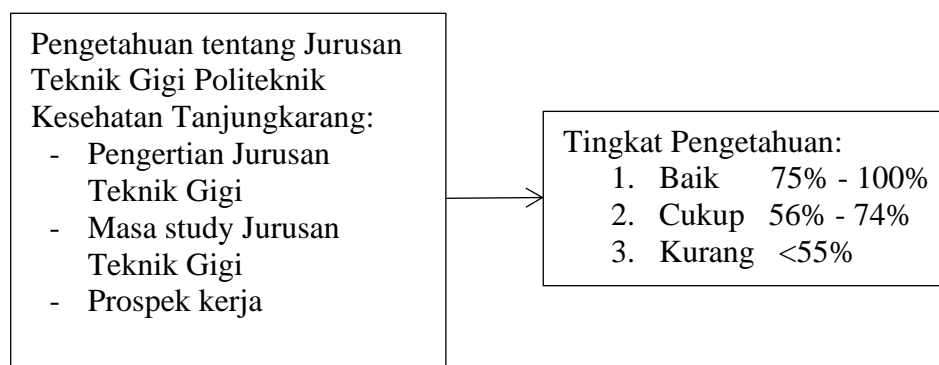 Pengetahuan tentang Jurusan
Teknik Gigi Politeknik
Kesehatan Tanjungkarang:
- Pengertian Jurusan
Teknik Gigi
- Masa study Jurusan
Teknik Gigi
- Prospek kerja
Tingkat Pengetahuan:
1. Baik 75% - 100%
2. Cukup 56% - 74%
3. Kurang <55%